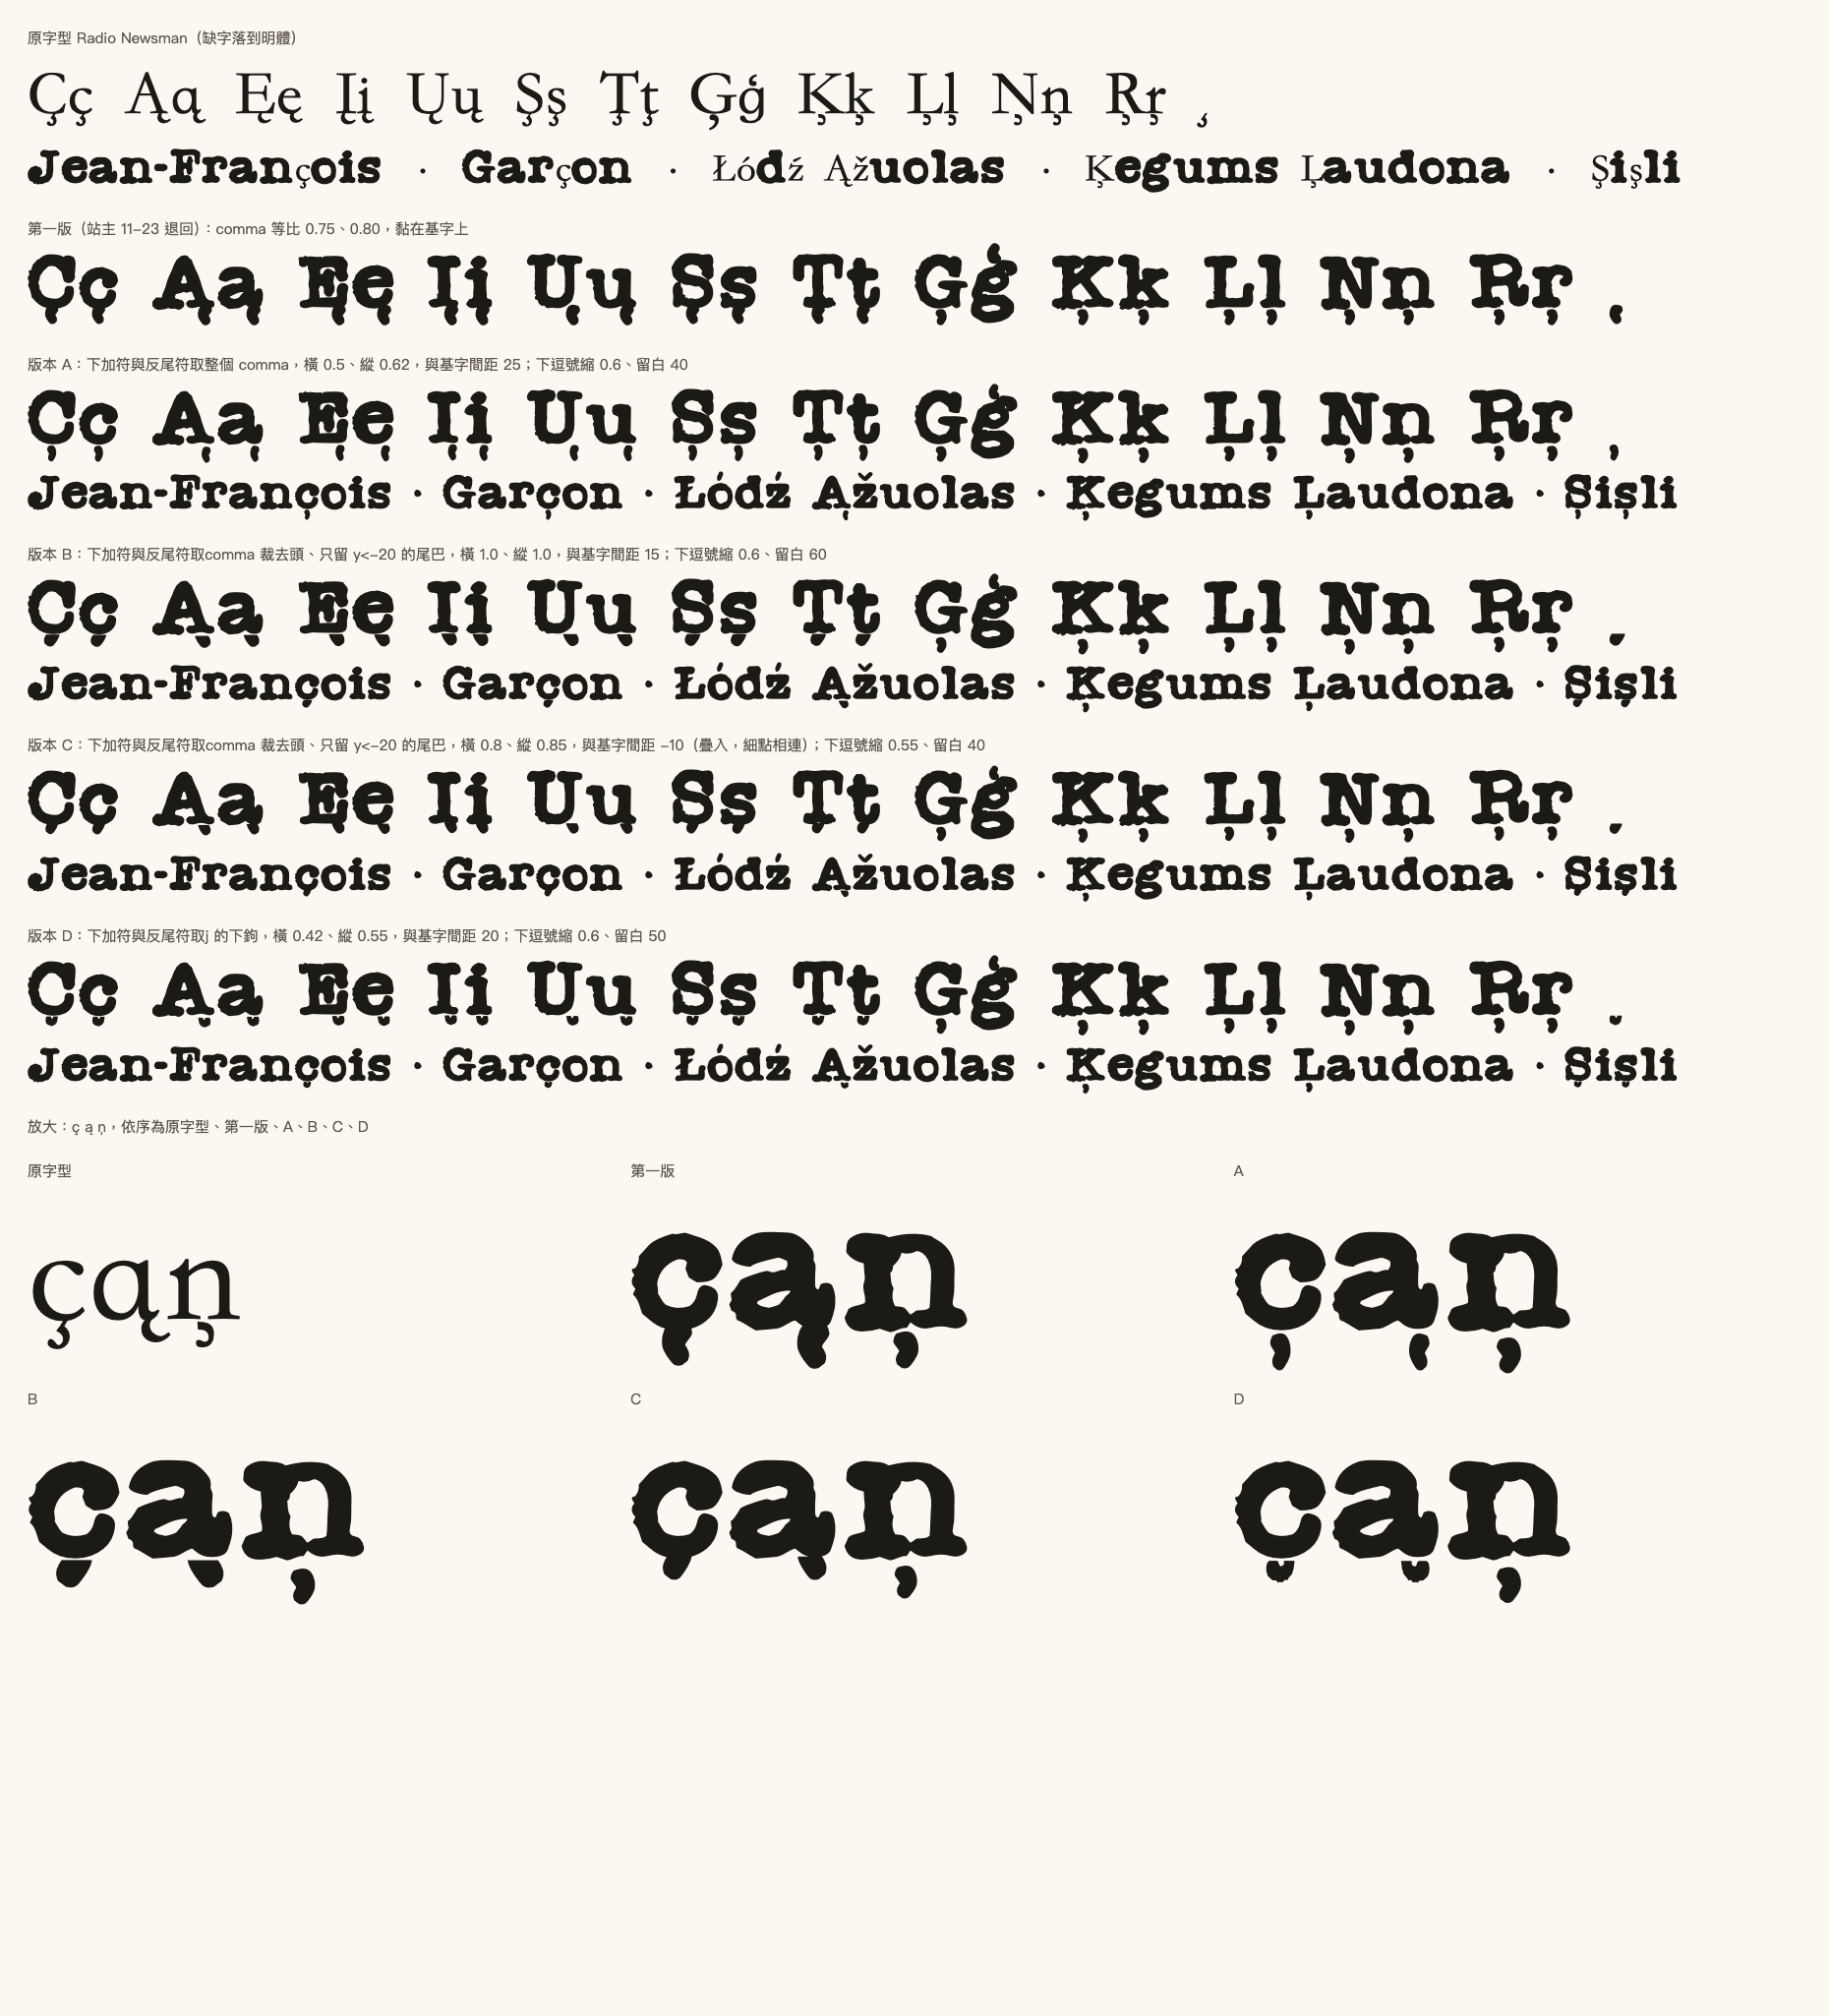 原字型 Radio Newsman（缺字落到明體）
Çç Ąą Ęę Įį Ųų Şş Ţţ Ģģ Ķķ Ļļ Ņņ Ŗŗ ¸
Jean-François · Garçon · Łódź Ąžuolas · Ķegums Ļaudona · Şişli
第一版（站主 11–23 退回）：comma 等比 0.75、0.80，黏在基字上
Çç Ąą Ęę Įį Ųų Şş Ţţ Ģģ Ķķ Ļļ Ņņ Ŗŗ ¸
版本 A：下加符與反尾符取整個 comma，橫 0.5、縱 0.62，與基字間距 25；下逗號縮 0.6、留白 40
Çç Ąą Ęę Įį Ųų Şş Ţţ Ģģ Ķķ Ļļ Ņņ Ŗŗ ¸
Jean-François · Garçon · Łódź Ąžuolas · Ķegums Ļaudona · Şişli
版本 B：下加符與反尾符取comma 裁去頭、只留 y<–20 的尾巴，橫 1.0、縱 1.0，與基字間距 15；下逗號縮 0.6、留白 60
Çç Ąą Ęę Įį Ųų Şş Ţţ Ģģ Ķķ Ļļ Ņņ Ŗŗ ¸
Jean-François · Garçon · Łódź Ąžuolas · Ķegums Ļaudona · Şişli
版本 C：下加符與反尾符取comma 裁去頭、只留 y<–20 的尾巴，橫 0.8、縱 0.85，與基字間距 –10（疊入，細點相連）；下逗號縮 0.55、留白 40
Çç Ąą Ęę Įį Ųų Şş Ţţ Ģģ Ķķ Ļļ Ņņ Ŗŗ ¸
Jean-François · Garçon · Łódź Ąžuolas · Ķegums Ļaudona · Şişli
版本 D：下加符與反尾符取j 的下鉤，橫 0.42、縱 0.55，與基字間距 20；下逗號縮 0.6、留白 50
Çç Ąą Ęę Įį Ųų Şş Ţţ Ģģ Ķķ Ļļ Ņņ Ŗŗ ¸
Jean-François · Garçon · Łódź Ąžuolas · Ķegums Ļaudona · Şişli
放大：ç ą ņ，依序為原字型、第一版、A、B、C、D
原字型 第一版 A
çąņ çąņ çąņ
B C D
çąņ çąņ çąņ